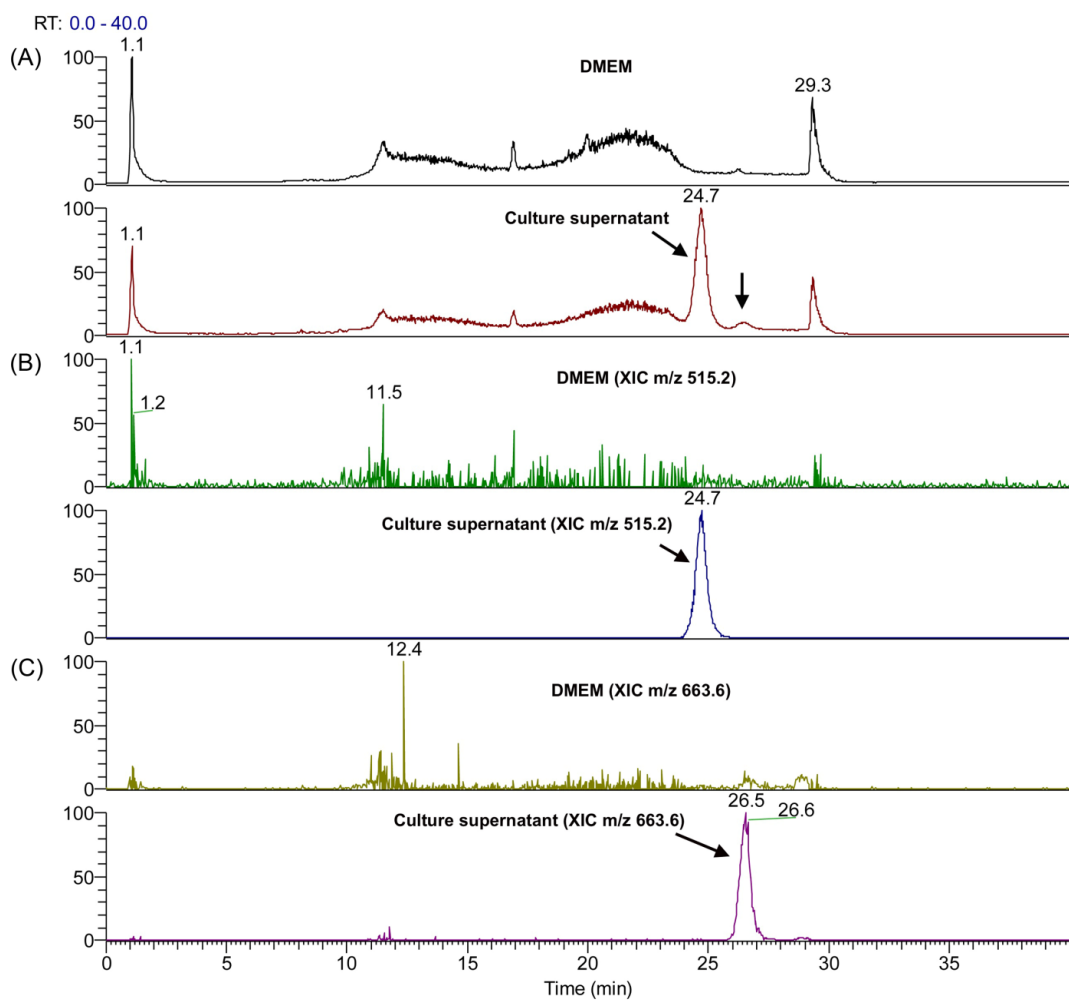 RT: 0.0 - 40.0
(A)
1.1
DMEM
29.3
100
50
0
Culture supernatant
24.7
1.1
100
50
0
(B)
1.1
1.2
11.5
DMEM (XIC m/z 515.2)
100
50
0
Culture supernatant (XIC m/z 515.2)
24.7
100
50
0
(C)
12.4
DMEM (XIC m/z 663.6)
100
50
0
Culture supernatant (XIC m/z 663.6)
26.5
26.6
100
50
0
0 5 10 15 20 25 30 35
Time (min)